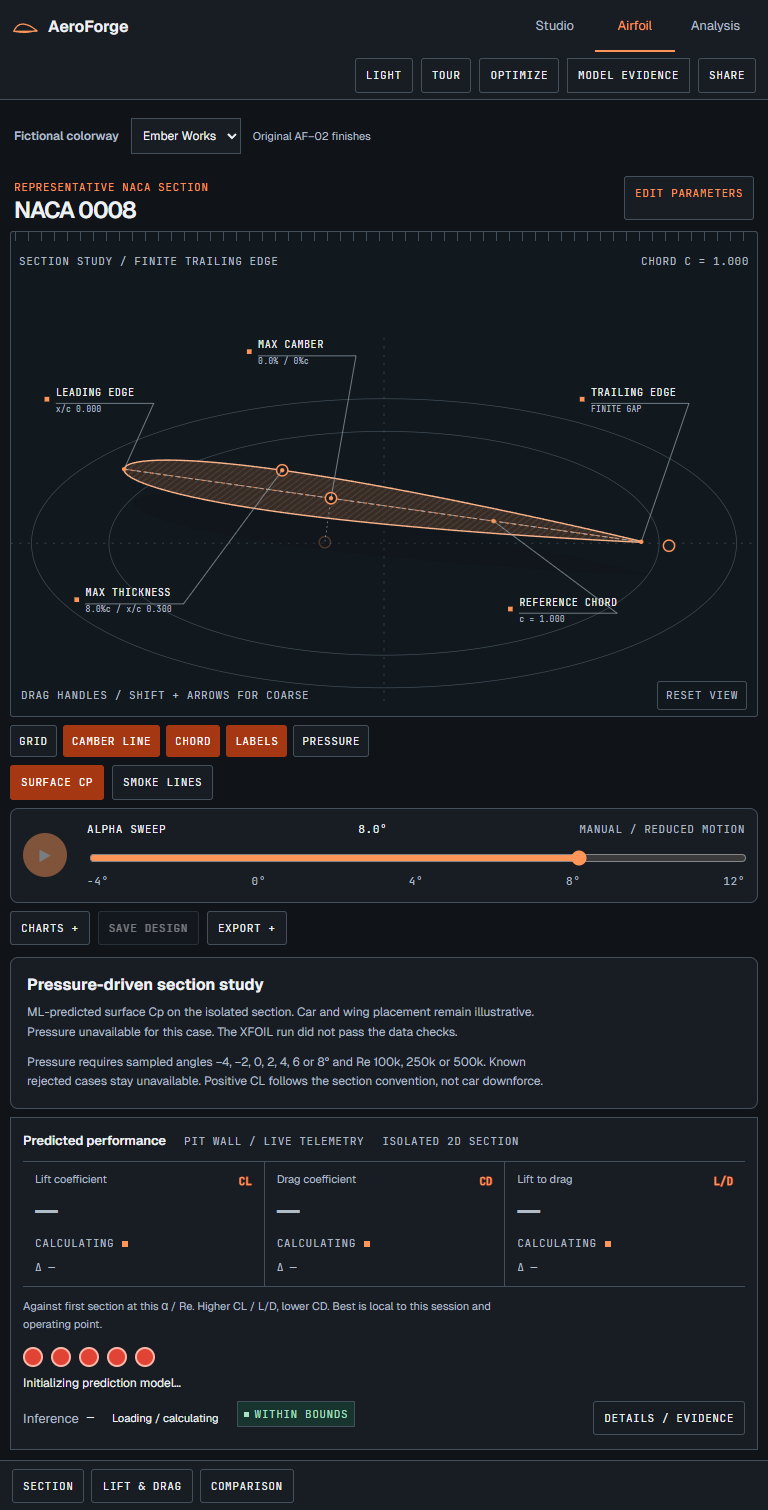 AeroForge
Studio Airfoil Analysis
LIGHT TOUR OPTIMIZE MODEL EVIDENCE SHARE
Fictional colorway Ember Works Original AF–02 finishes
REPRESENTATIVE NACA SECTION
NACA 0008
EDIT PARAMETERS
SECTION STUDY / FINITE TRAILING EDGE CHORD C = 1.000
MAX CAMBER
0.0% / 0%c
LEADING EDGE
x/c 0.000
TRAILING EDGE
FINITE GAP
MAX THICKNESS
8.0%c / x/c 0.300
REFERENCE CHORD
c = 1.000
DRAG HANDLES / SHIFT + ARROWS FOR COARSE RESET VIEW
GRID CAMBER LINE CHORD LABELS PRESSURE
SURFACE CP SMOKE LINES
ALPHA SWEEP 8.0° MANUAL / REDUCED MOTION
-4° 0° 4° 8° 12°
CHARTS + SAVE DESIGN EXPORT +
Pressure-driven section study
ML-predicted surface Cp on the isolated section. Car and wing placement remain illustrative.
Pressure unavailable for this case. The XFOIL run did not pass the data checks.
Pressure requires sampled angles −4, −2, 0, 2, 4, 6 or 8° and Re 100k, 250k or 500k. Known
rejected cases stay unavailable. Positive CL follows the section convention, not car downforce.
Predicted performance PIT WALL / LIVE TELEMETRY ISOLATED 2D SECTION
Lift coefficient CL Drag coefficient CD Lift to drag L/D
— — —
CALCULATING CALCULATING CALCULATING
Δ — Δ — Δ —
Against first section at this α / Re. Higher CL / L/D, lower CD. Best is local to this session and
operating point.
Initializing prediction model…
Inference — Loading / calculating WITHIN BOUNDS DETAILS / EVIDENCE
SECTION LIFT & DRAG COMPARISON